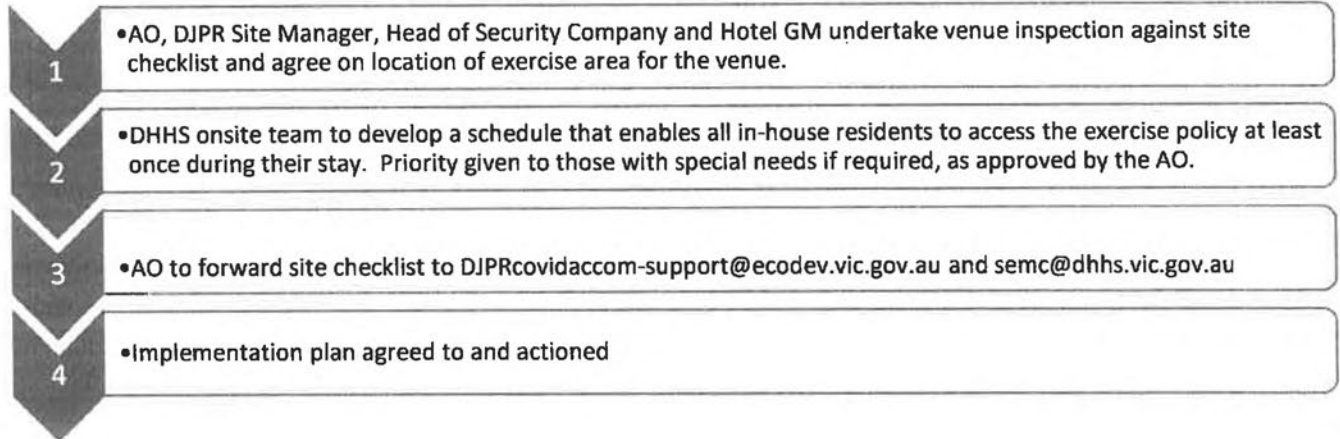 1
•AO, DJPR Site Manager, Head of Security Company and Hotel GM undertake venue inspection against site
checklist and agree on location of exercise area for the venue.
2
•DHHS onsite team to develop a schedule that enables all in-house residents to access the exercise policy at least
once during their stay.  Priority given to those with special needs if required, as approved by the AO.
3
•AO to forward site checklist to DJPRcovidaccom-support@ecodev.vic.gov.au and semc@dhhs.vic.gov.au
4
•Implementation plan agreed to and actioned